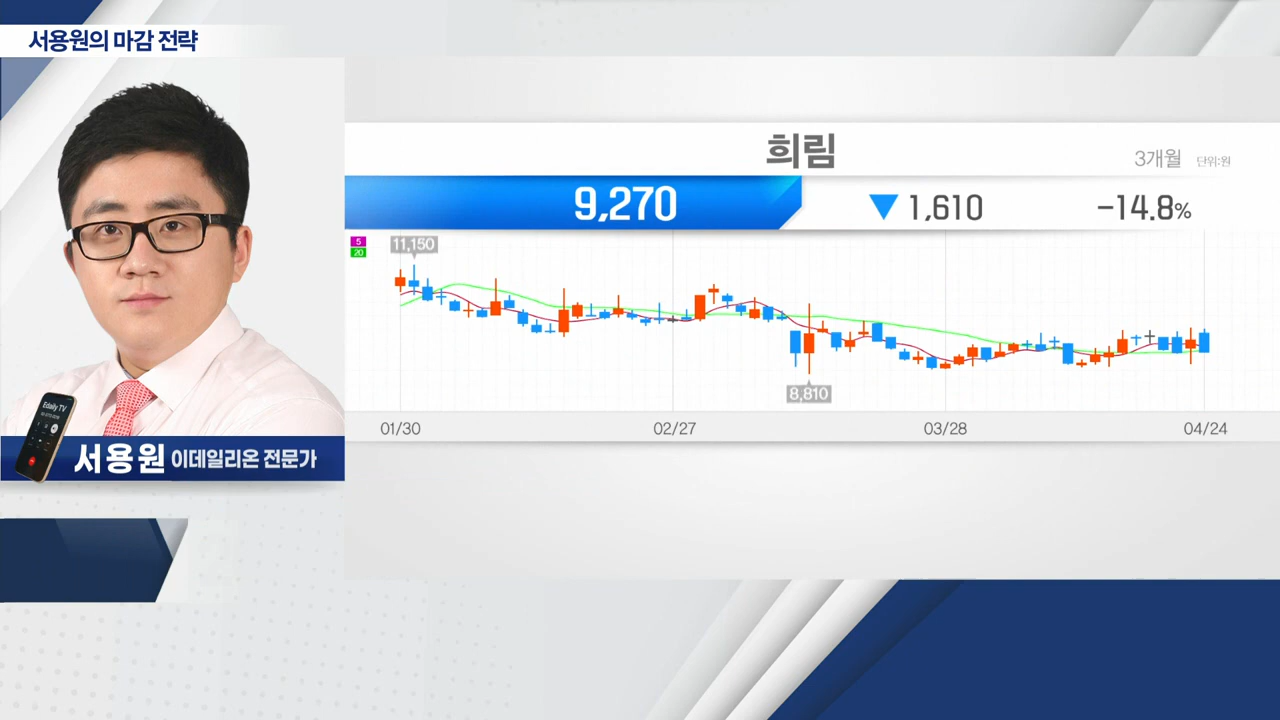 서용원의 마감 전략
희림
3개월 단위:원
9,270 ▼1,610 -14.8%
5
20
11,150
8,810
01/30 02/27 03/28 04/24
Edaily TV
서용원 이데일리온 전문가